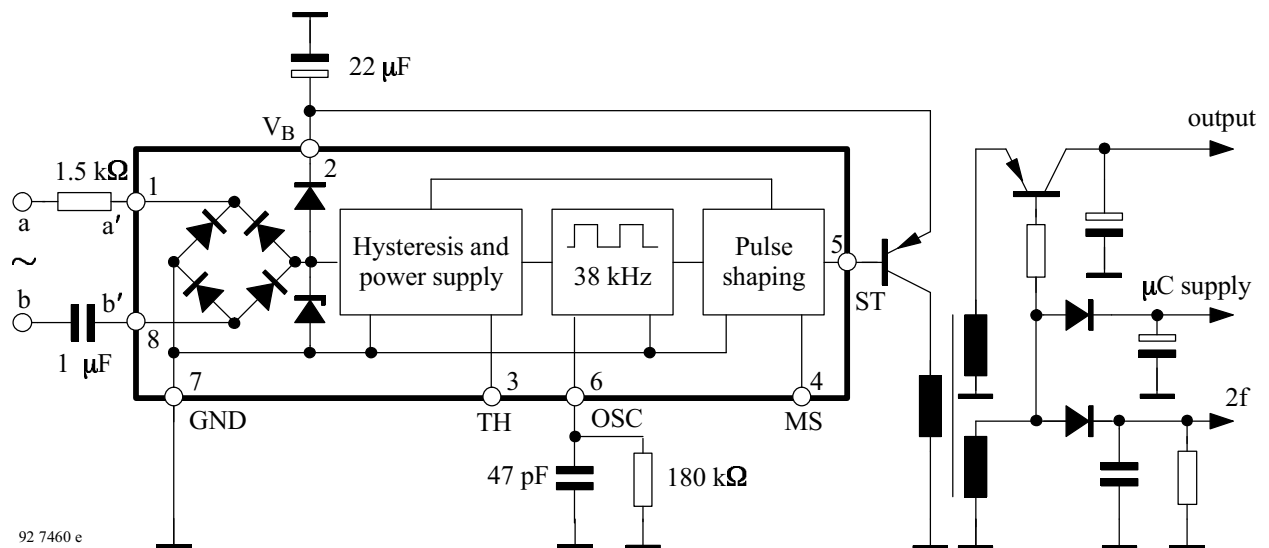 22 μF
V_B
output
1.5 kΩ
1
2
a
a′
Hysteresis and
power supply
38 kHz
Pulse
shaping
5
ST
~
b
b′
8
1 μF
μC supply
7
GND
3
TH
6
OSC
4
MS
2f
47 pF
180 kΩ
92 7460 e